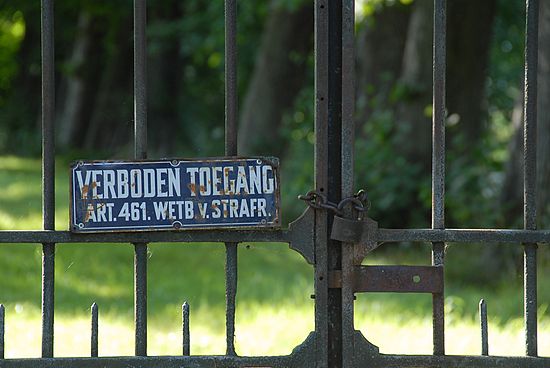 VERBODEN TOEGANG
ART. 461. WETB. v. STRAFR.